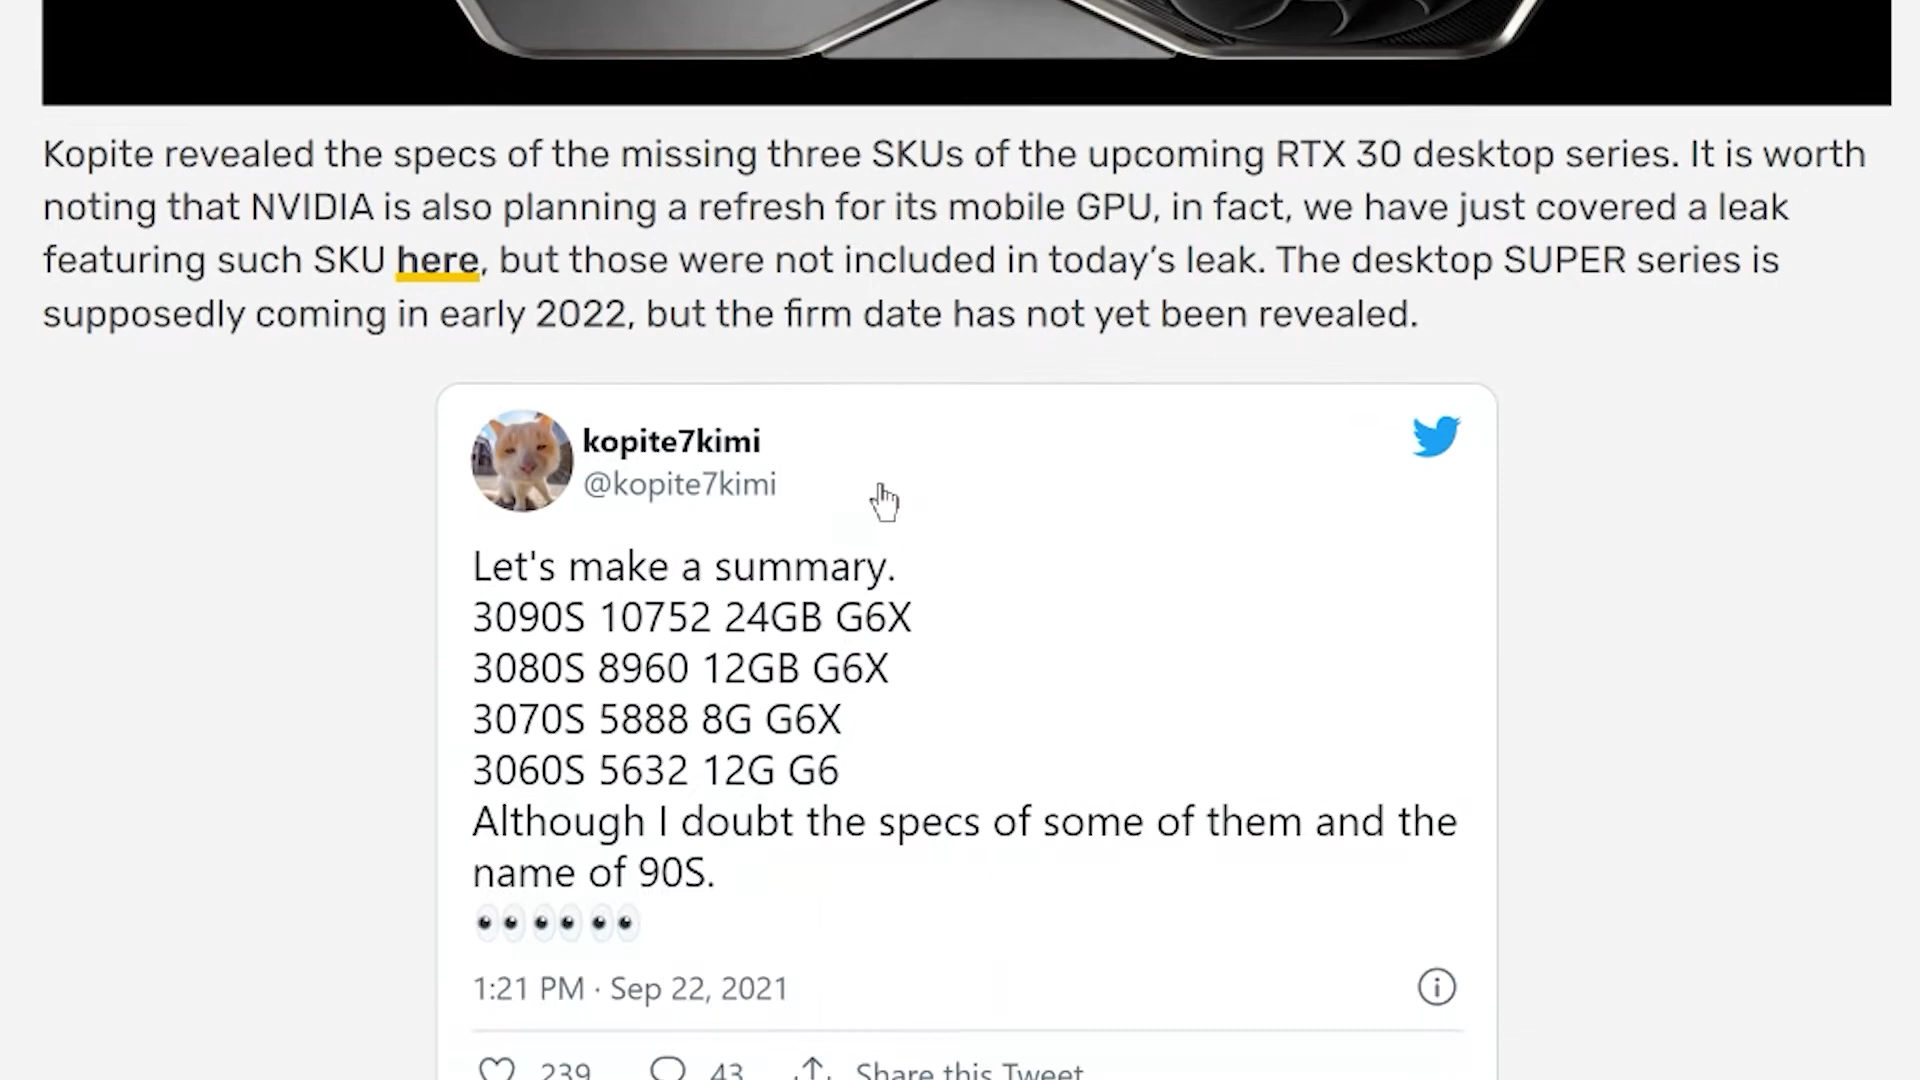 Kopite revealed the specs of the missing three SKUs of the upcoming RTX 30 desktop series. It is worth
noting that NVIDIA is also planning a refresh for its mobile GPU, in fact, we have just covered a leak
featuring such SKU here, but those were not included in today’s leak. The desktop SUPER series is
supposedly coming in early 2022, but the firm date has not yet been revealed.
kopite7kimi
@kopite7kimi
Let's make a summary.
3090S 10752 24GB G6X
3080S 8960 12GB G6X
3070S 5888 8G G6X
3060S 5632 12G G6
Although I doubt the specs of some of them and the
name of 90S.
1:21 PM · Sep 22, 2021
239 43 Share this Tweet